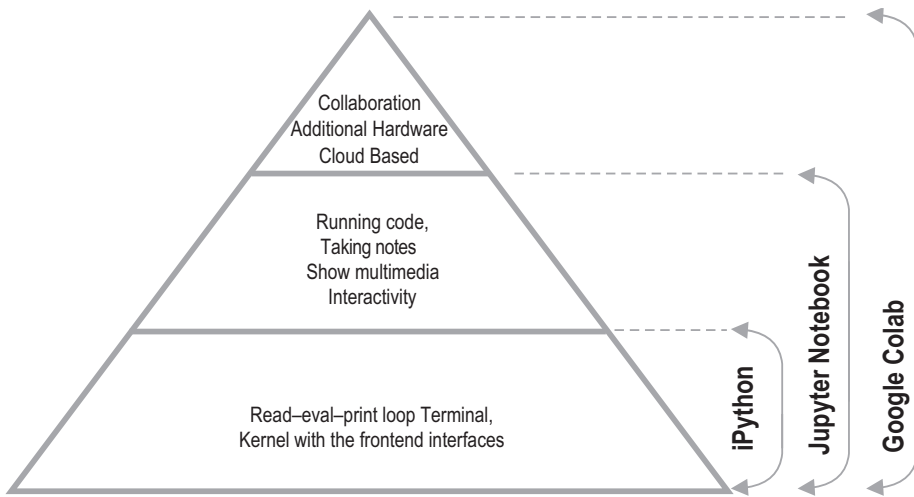 Collaboration
Additional Hardware
Cloud Based
Running code,
Taking notes
Show multimedia
Interactivity
Read–eval–print loop Terminal,
Kernel with the frontend interfaces
iPython
Jupyter Notebook
Google Colab